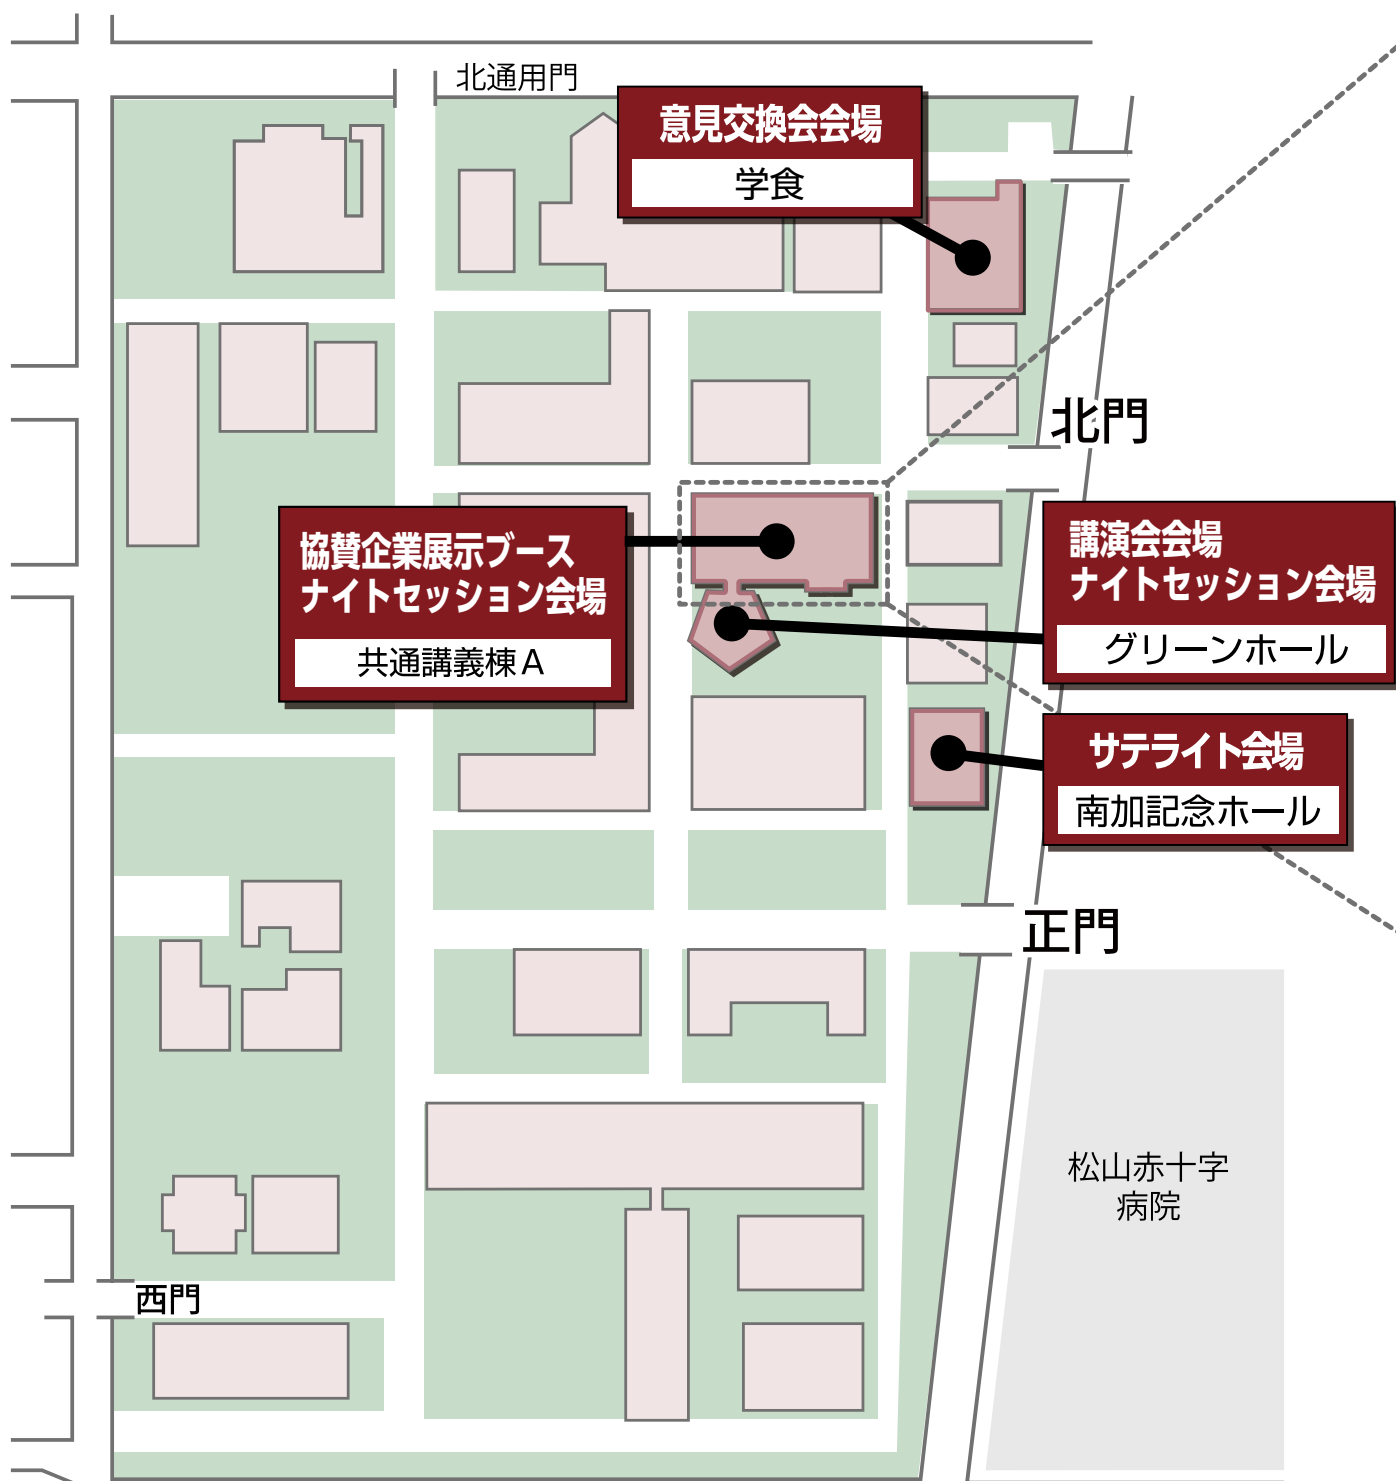 北通用門
意見交換会会場
学食
北門
協賛企業展示ブース
ナイトセッション会場
共通講義棟A
講演会会場
ナイトセッション会場
グリーンホール
サテライト会場
南加記念ホール
正門
松山赤十字
病院
西門